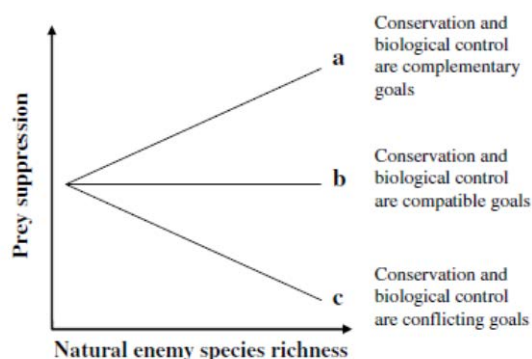 Prey suppression
a
Conservation and
biological control
are complementary
goals
b
Conservation and
biological control
are compatible goals
c
Conservation and
biological control
are conflicting goals
Natural enemy species richness